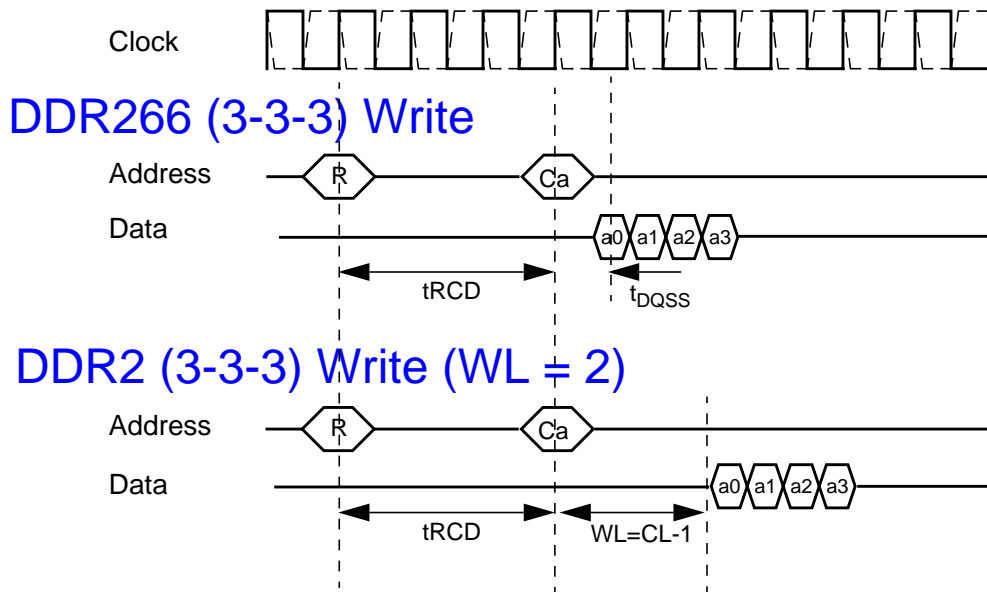 Clock
DDR266 (3-3-3) Write
Address R Ca
Data a0 a1 a2 a3
tRCD tDQSS
DDR2 (3-3-3) Write (WL = 2)
Address R Ca
Data a0 a1 a2 a3
tRCD WL=CL-1